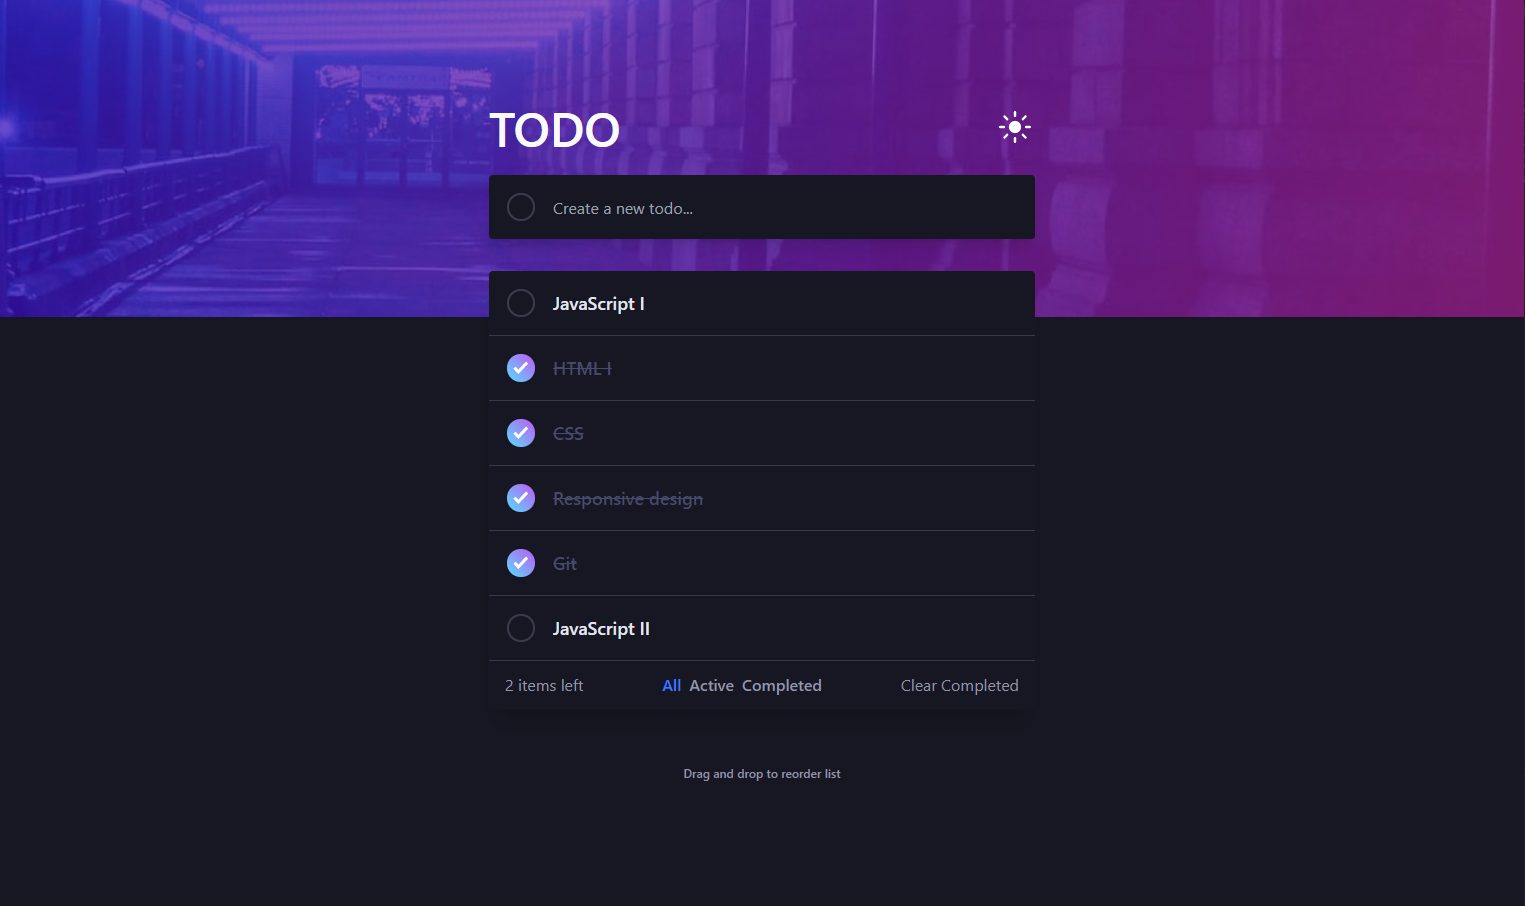 TODO
Create a new todo...
JavaScript I
HTML I
CSS
Responsive design
Git
JavaScript II
2 items left All Active Completed Clear Completed
Drag and drop to reorder list